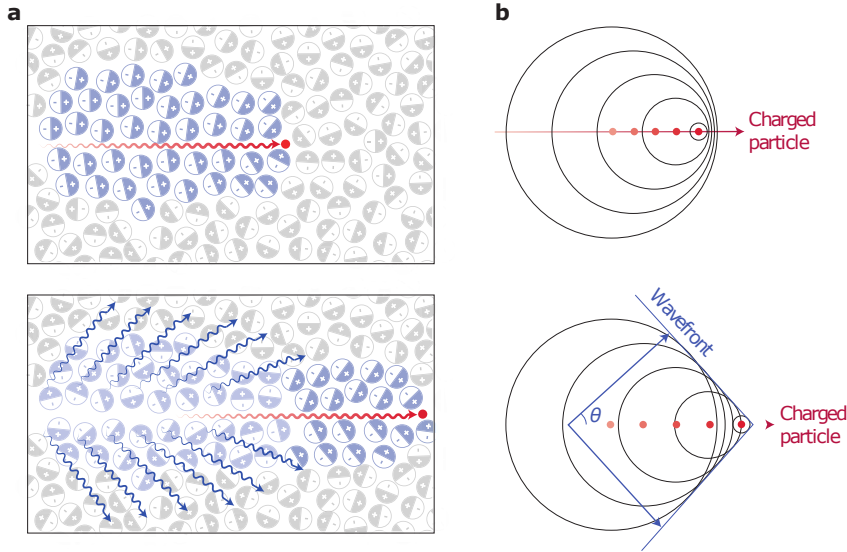 a
b
Charged
particle
Wavefront
θ
Charged
particle